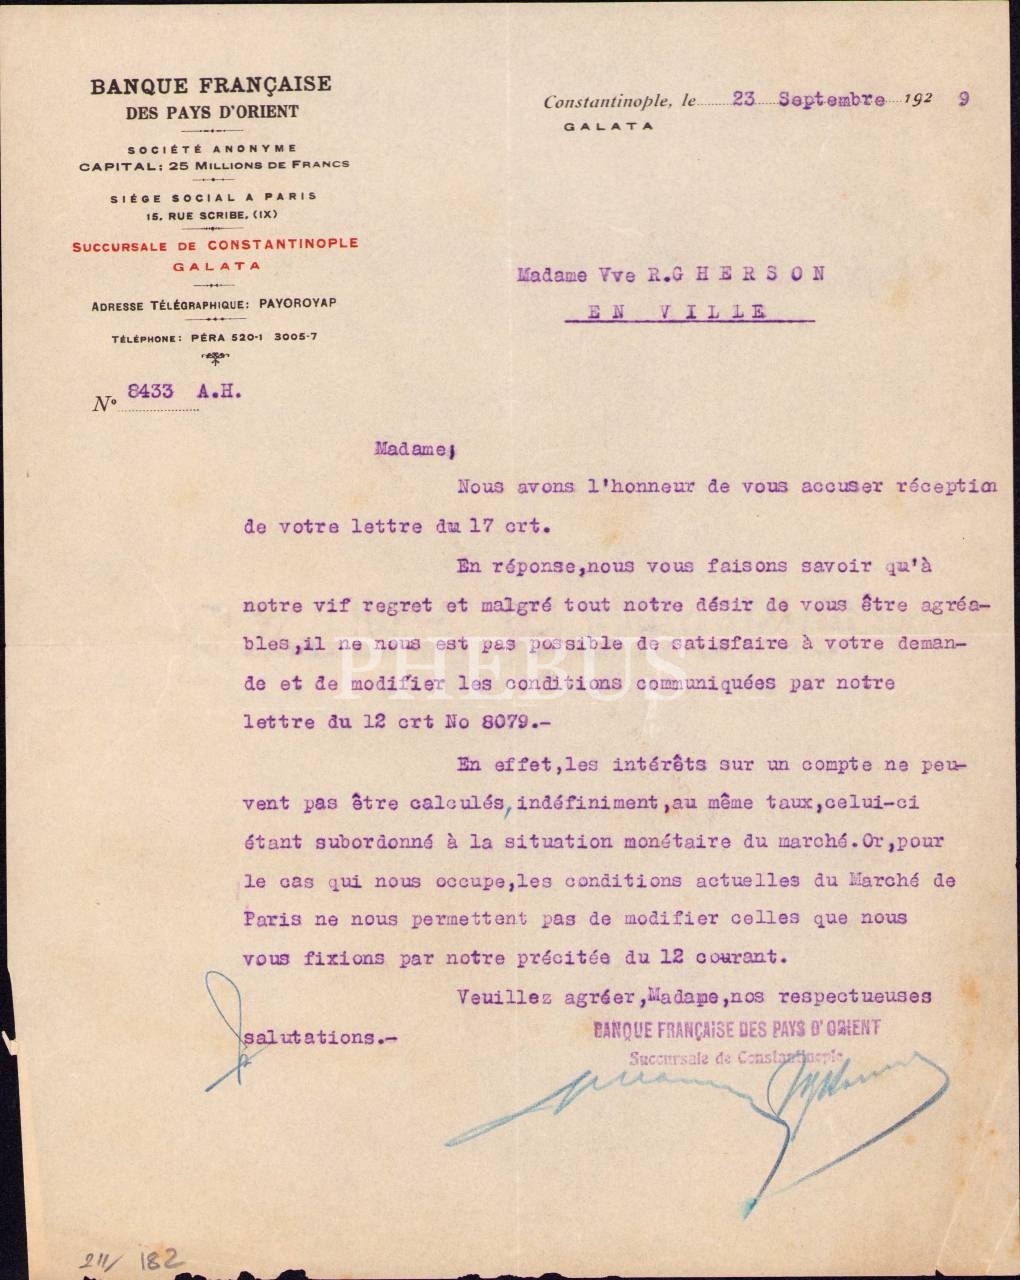 BANQUE FRANÇAISE
DES PAYS D'ORIENT
SOCIÉTÉ ANONYME
CAPITAL: 25 MILLIONS DE FRANCS
SIÉGE SOCIAL A PARIS
15, RUE SCRIBE, (IX)
SUCCURSALE DE CONSTANTINOPLE
GALATA
ADRESSE TÉLÉGRAPHIQUE: PAYOROYAP
TÉLÉPHONE: PÉRA 520-1 3005-7
No 8433 A.H.
Constantinople, le 23 Septembre 192 9
GALATA
Madame Vve R.GHERSON
EN VILLE
Madame,
Nous avons l'honneur de vous accuser réception
de votre lettre du 17 crt.
En réponse,nous vous faisons savoir qu'à
notre vif regret et malgré tout notre désir de vous être agréa-
bles,il ne nous est pas possible de satisfaire à votre deman-
de et de modifier les conditions communiquées par notre
lettre du 12 crt No 8079.-
En effet,les intérêts sur un compte ne peu-
vent pas être calculés,indéfiniment,au même taux,celui-ci
étant subordonné à la situation monétaire du marché.Or,pour
le cas qui nous occupe,les conditions actuelles du Marché de
Paris ne nous permettent pas de modifier celles que nous
vous fixions par notre précitée du 12 courant.
Veuillez agréer,Madame,nos respectueuses
salutations.-
BANQUE FRANÇAISE DES PAYS D'ORIENT
Succursale de Constantinople
PHEBUS
211/ 182